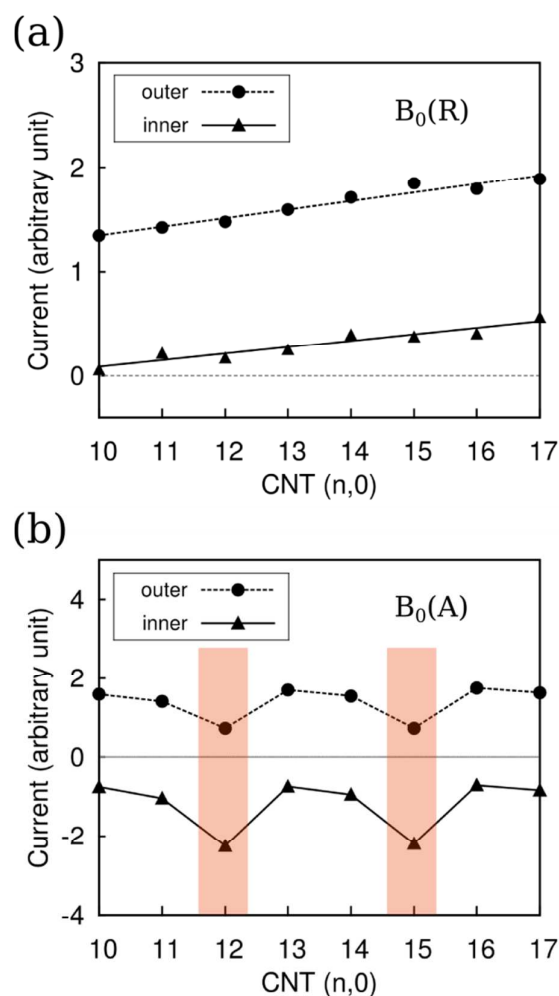 (a)
3
outer
inner
B₀(R)
2
1
0
Current (arbitrary unit)
10 11 12 13 14 15 16 17
CNT (n,0)
(b)
4
outer
inner
B₀(A)
2
0
-2
-4
Current (arbitrary unit)
10 11 12 13 14 15 16 17
CNT (n,0)